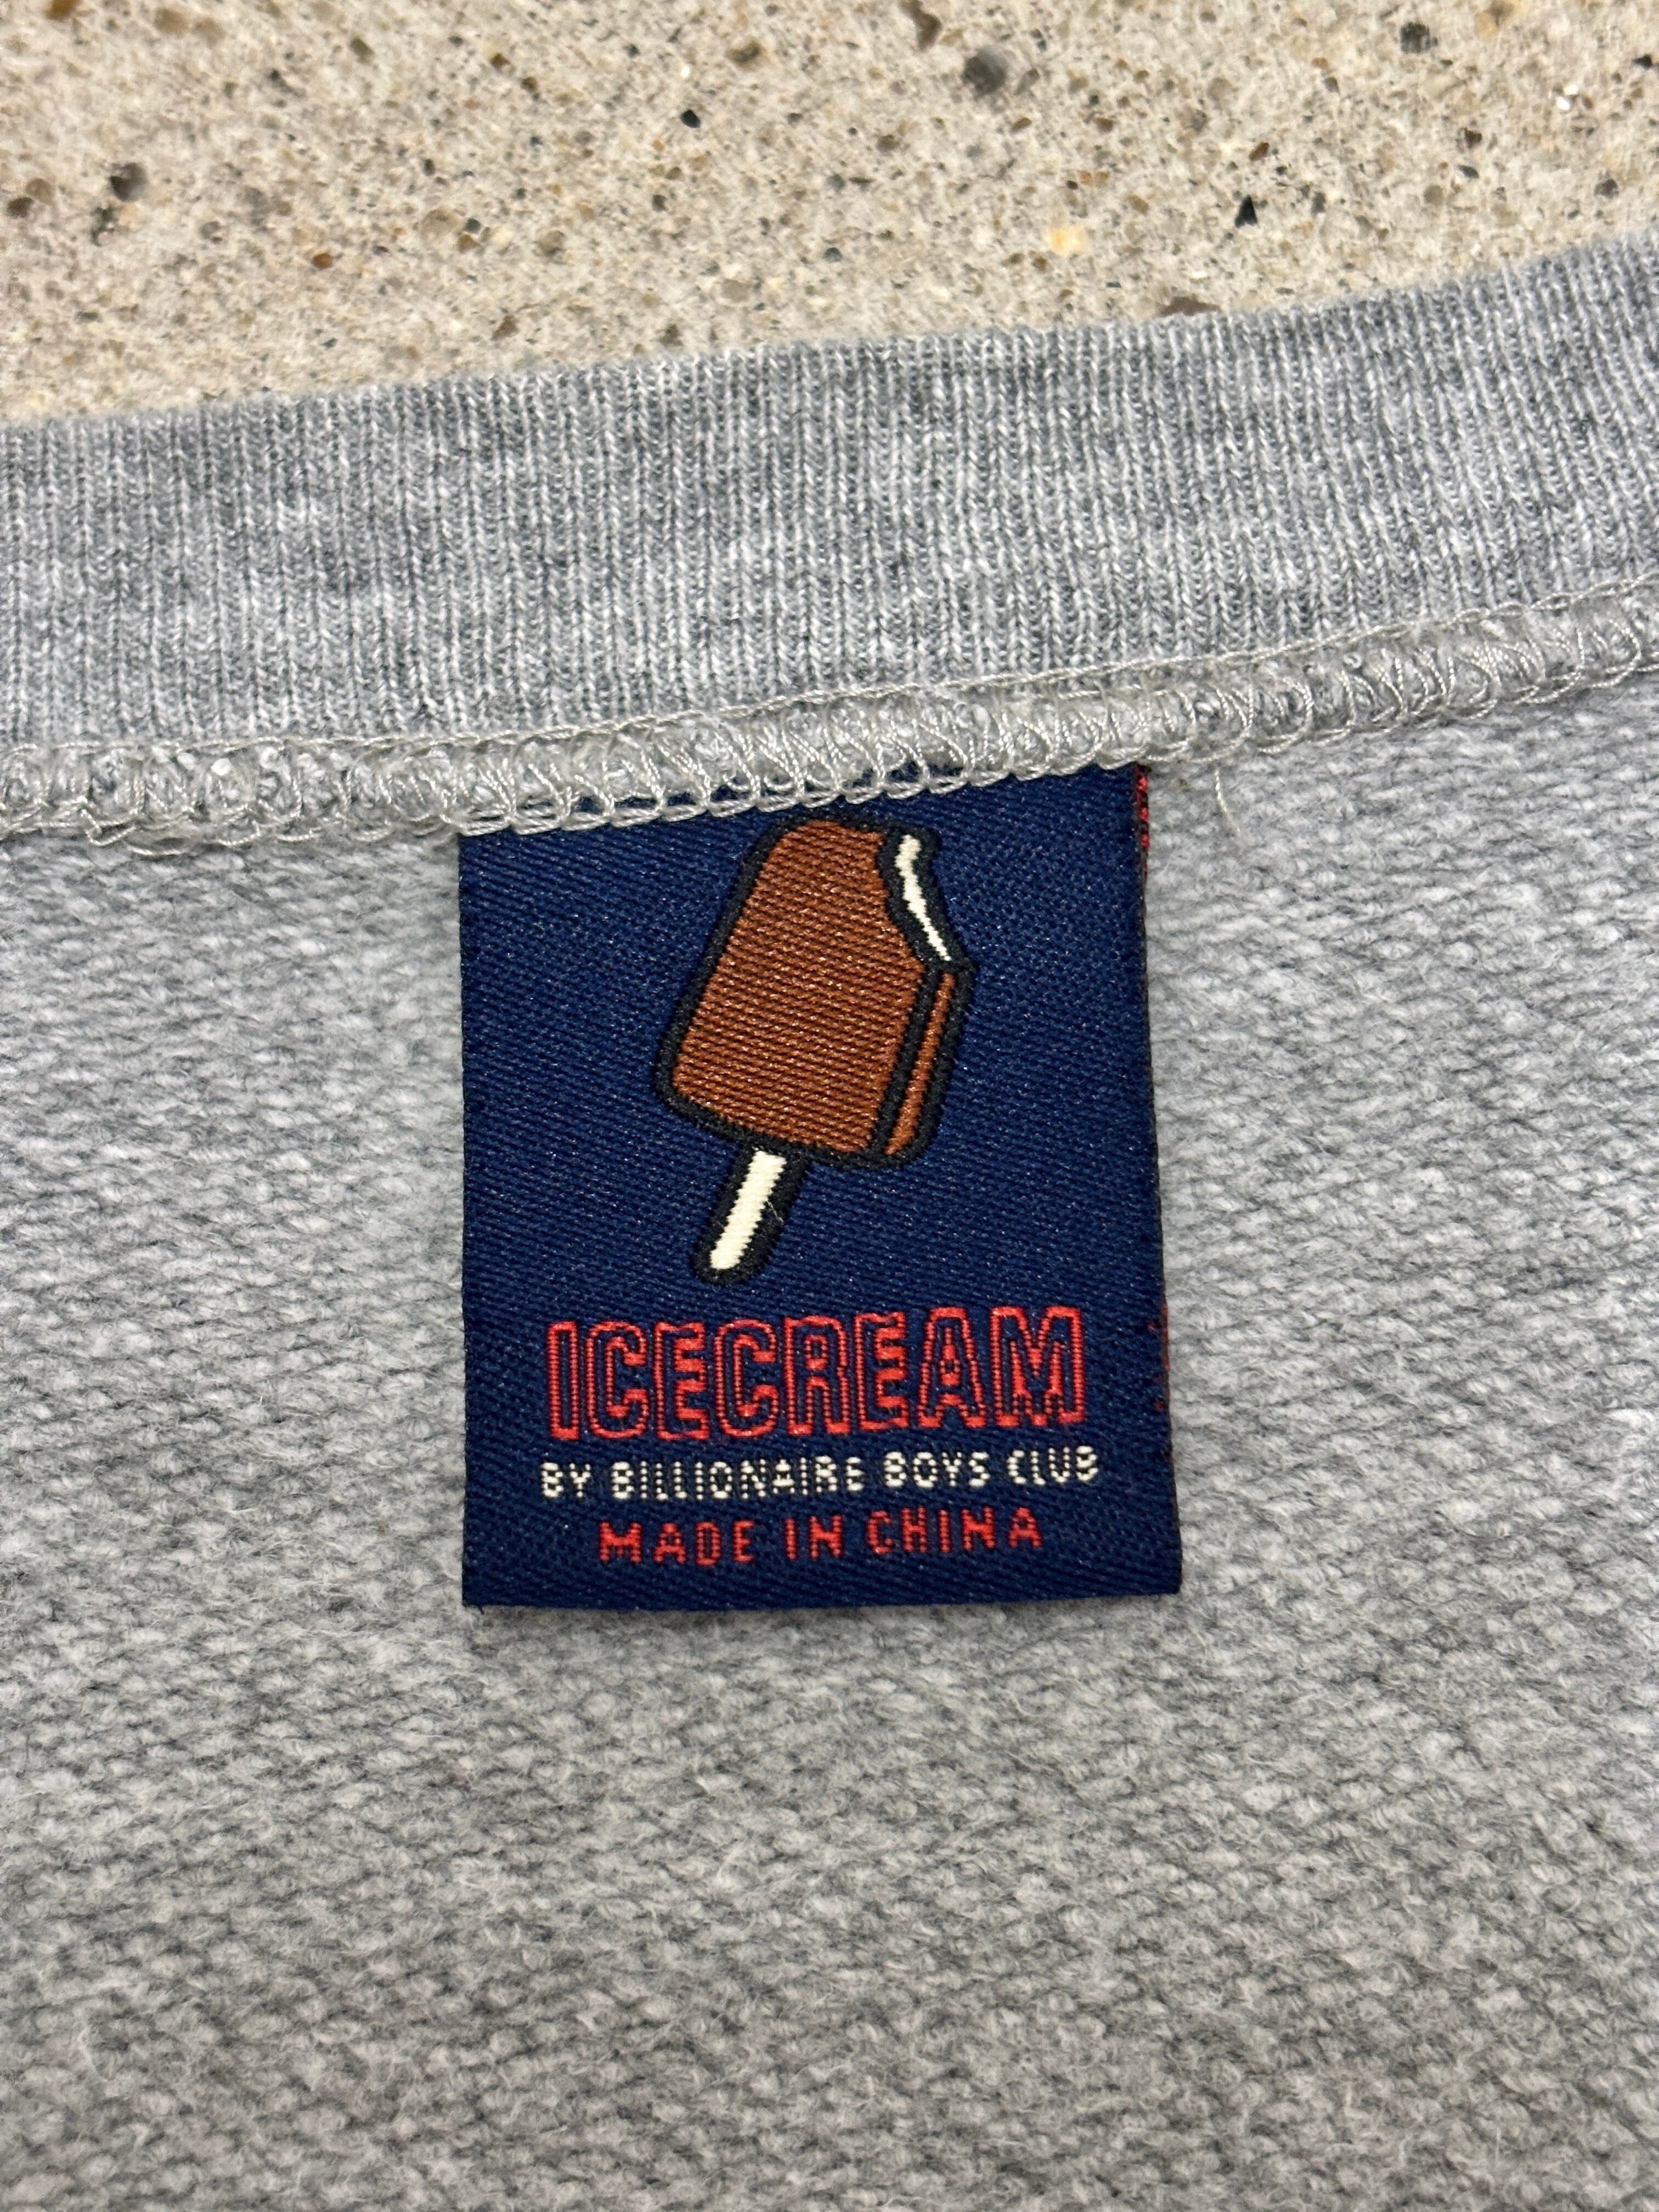 ICECREAM
BY BILLIONAIRE BOYS CLUB
MADE IN CHINA